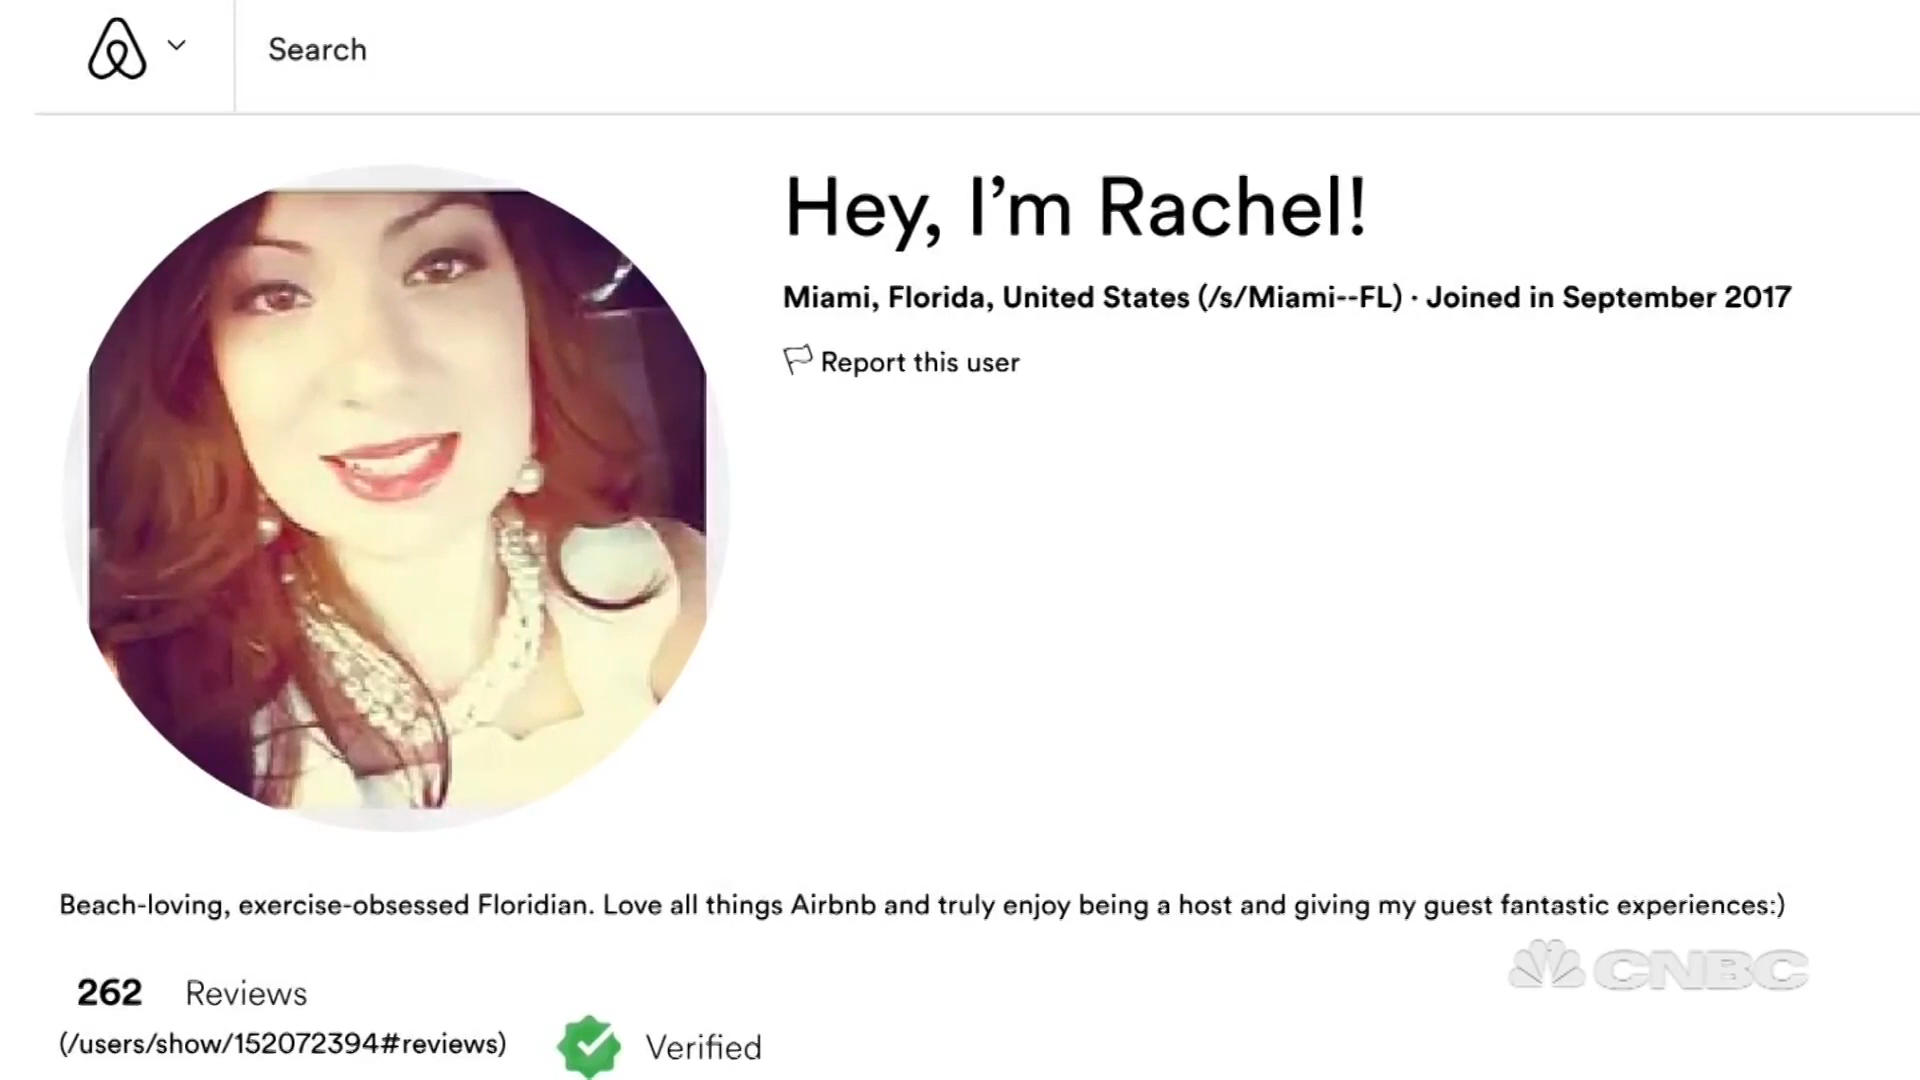 Search
Hey, I'm Rachel!
Miami, Florida, United States (/s/Miami--FL) · Joined in September 2017
Report this user
Beach-loving, exercise-obsessed Floridian. Love all things Airbnb and truly enjoy being a host and giving my guest fantastic experiences:)
CNBC
262 Reviews
(/users/show/152072394#reviews)
Verified